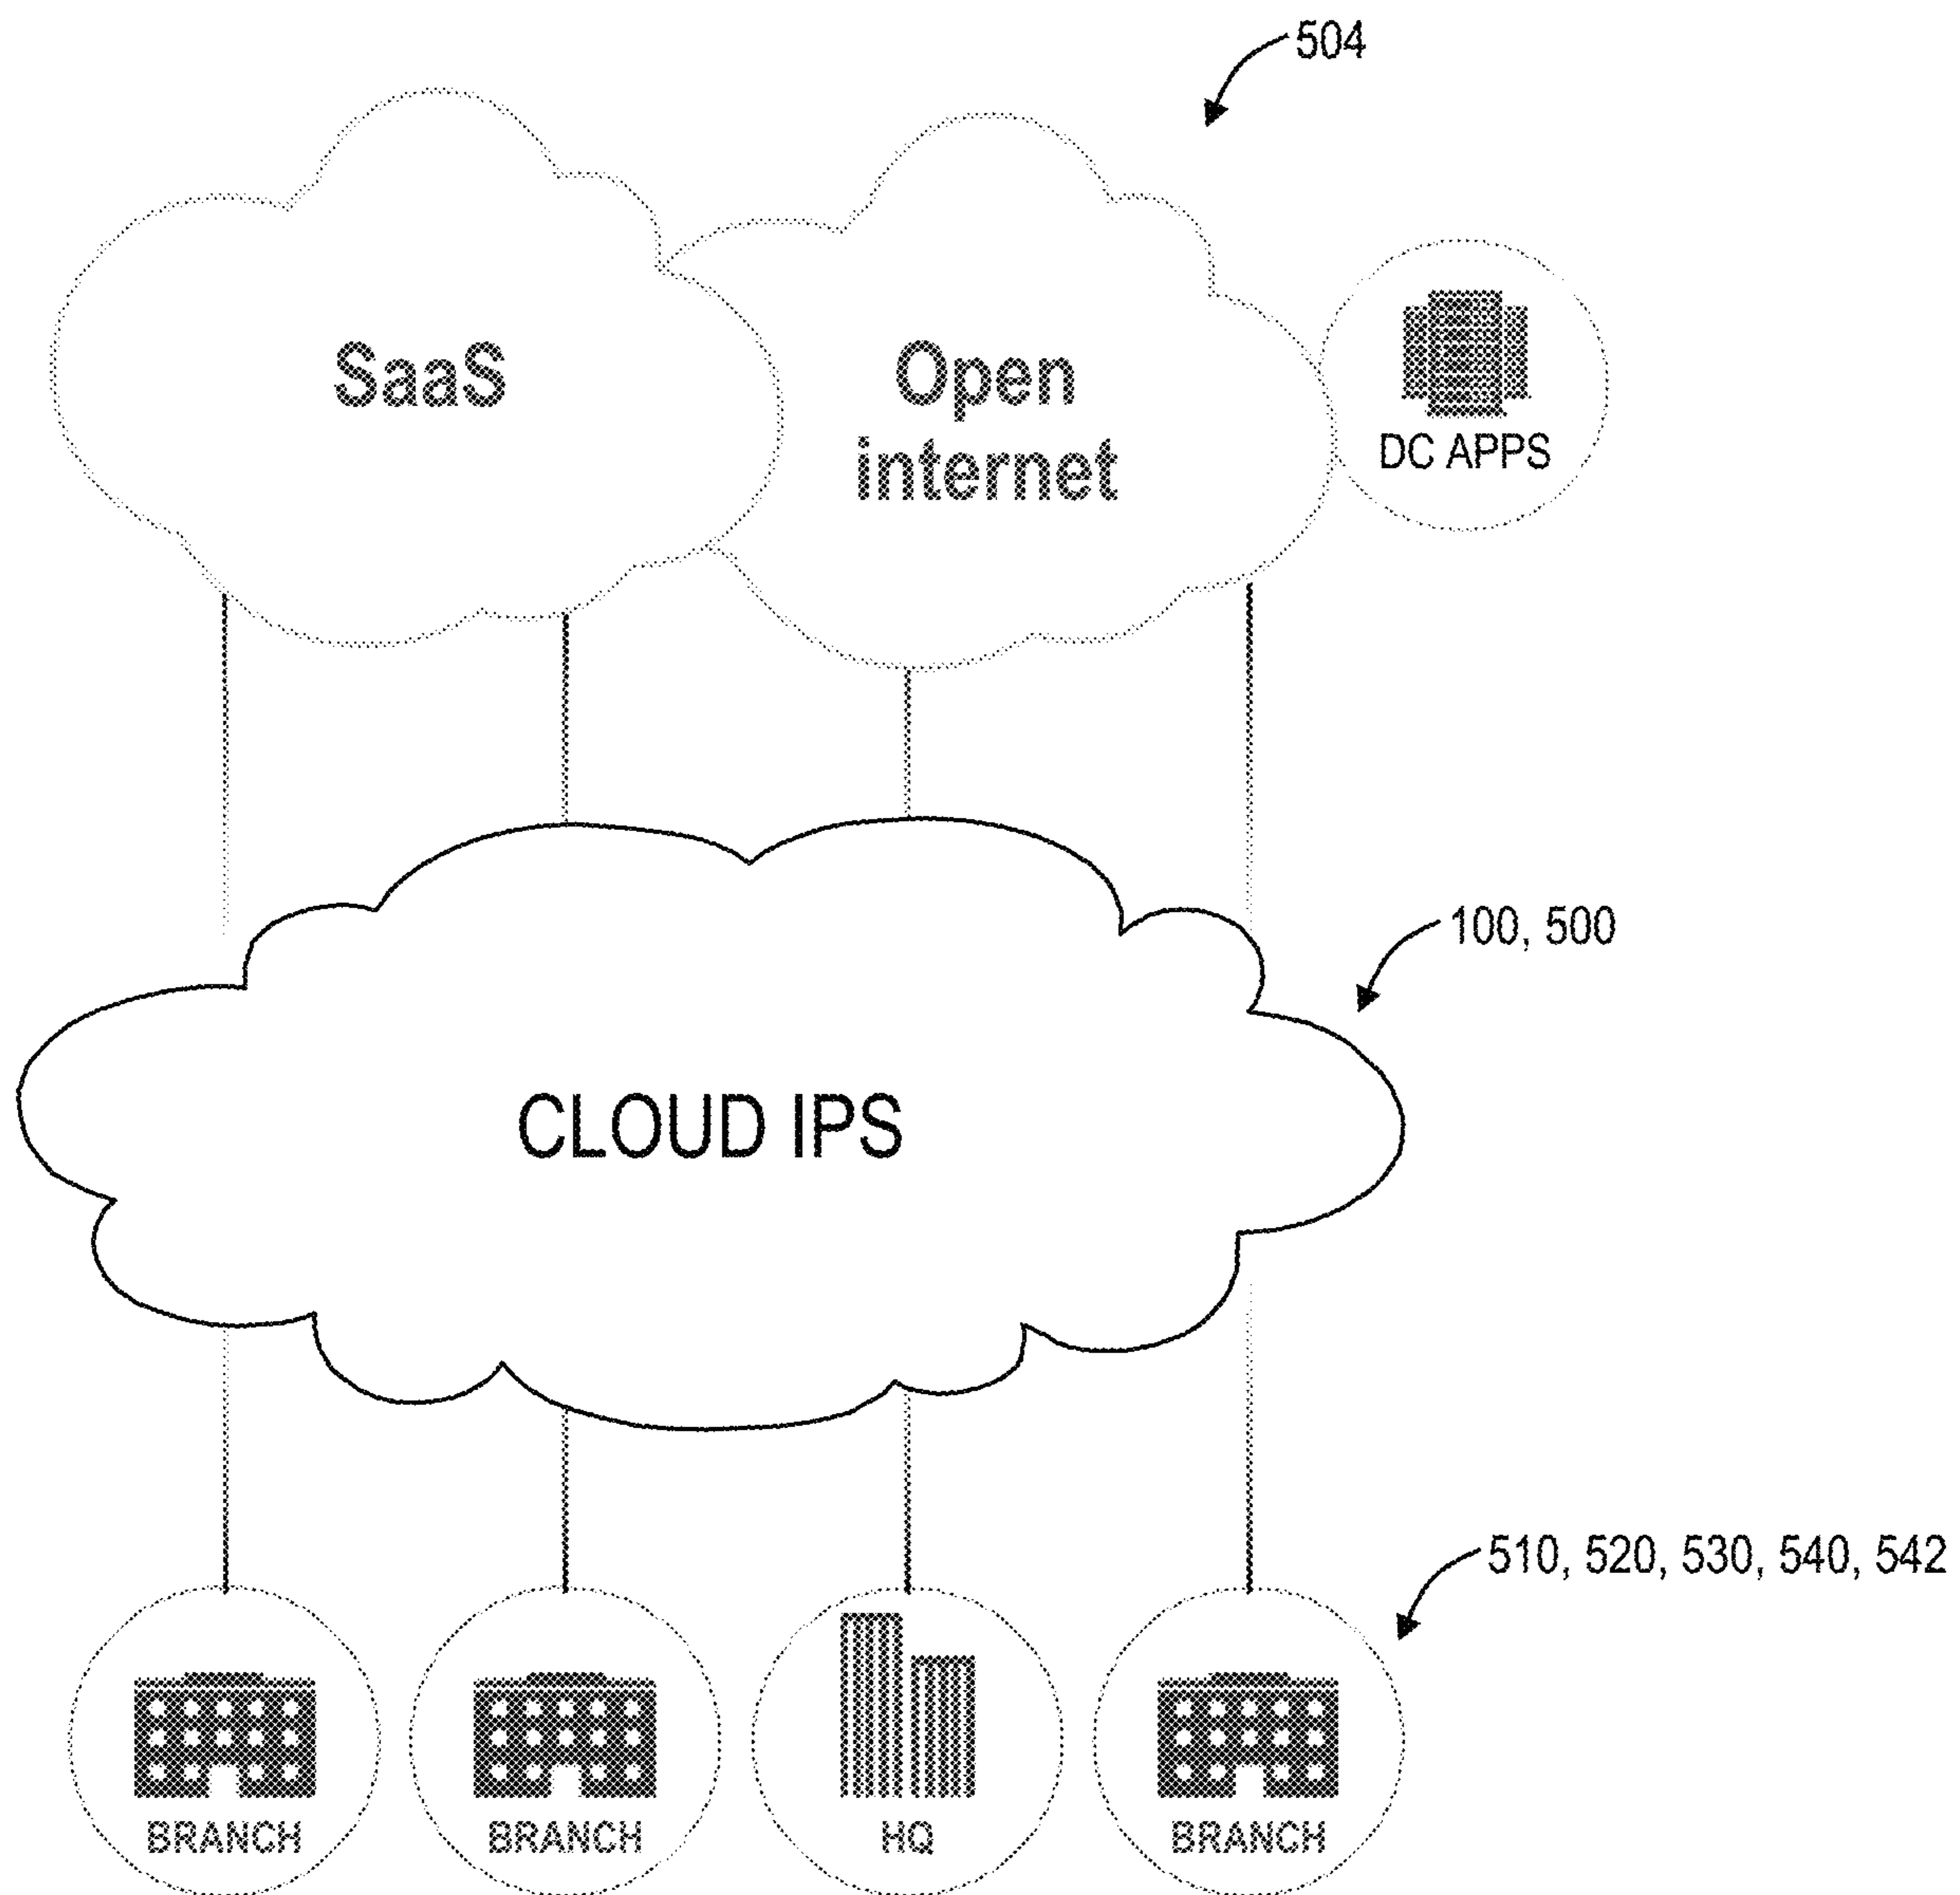 504
SaaS
Open
internet
DC APPS
100, 500
CLOUD IPS
510, 520, 530, 540, 542
BRANCH
BRANCH
HQ
BRANCH